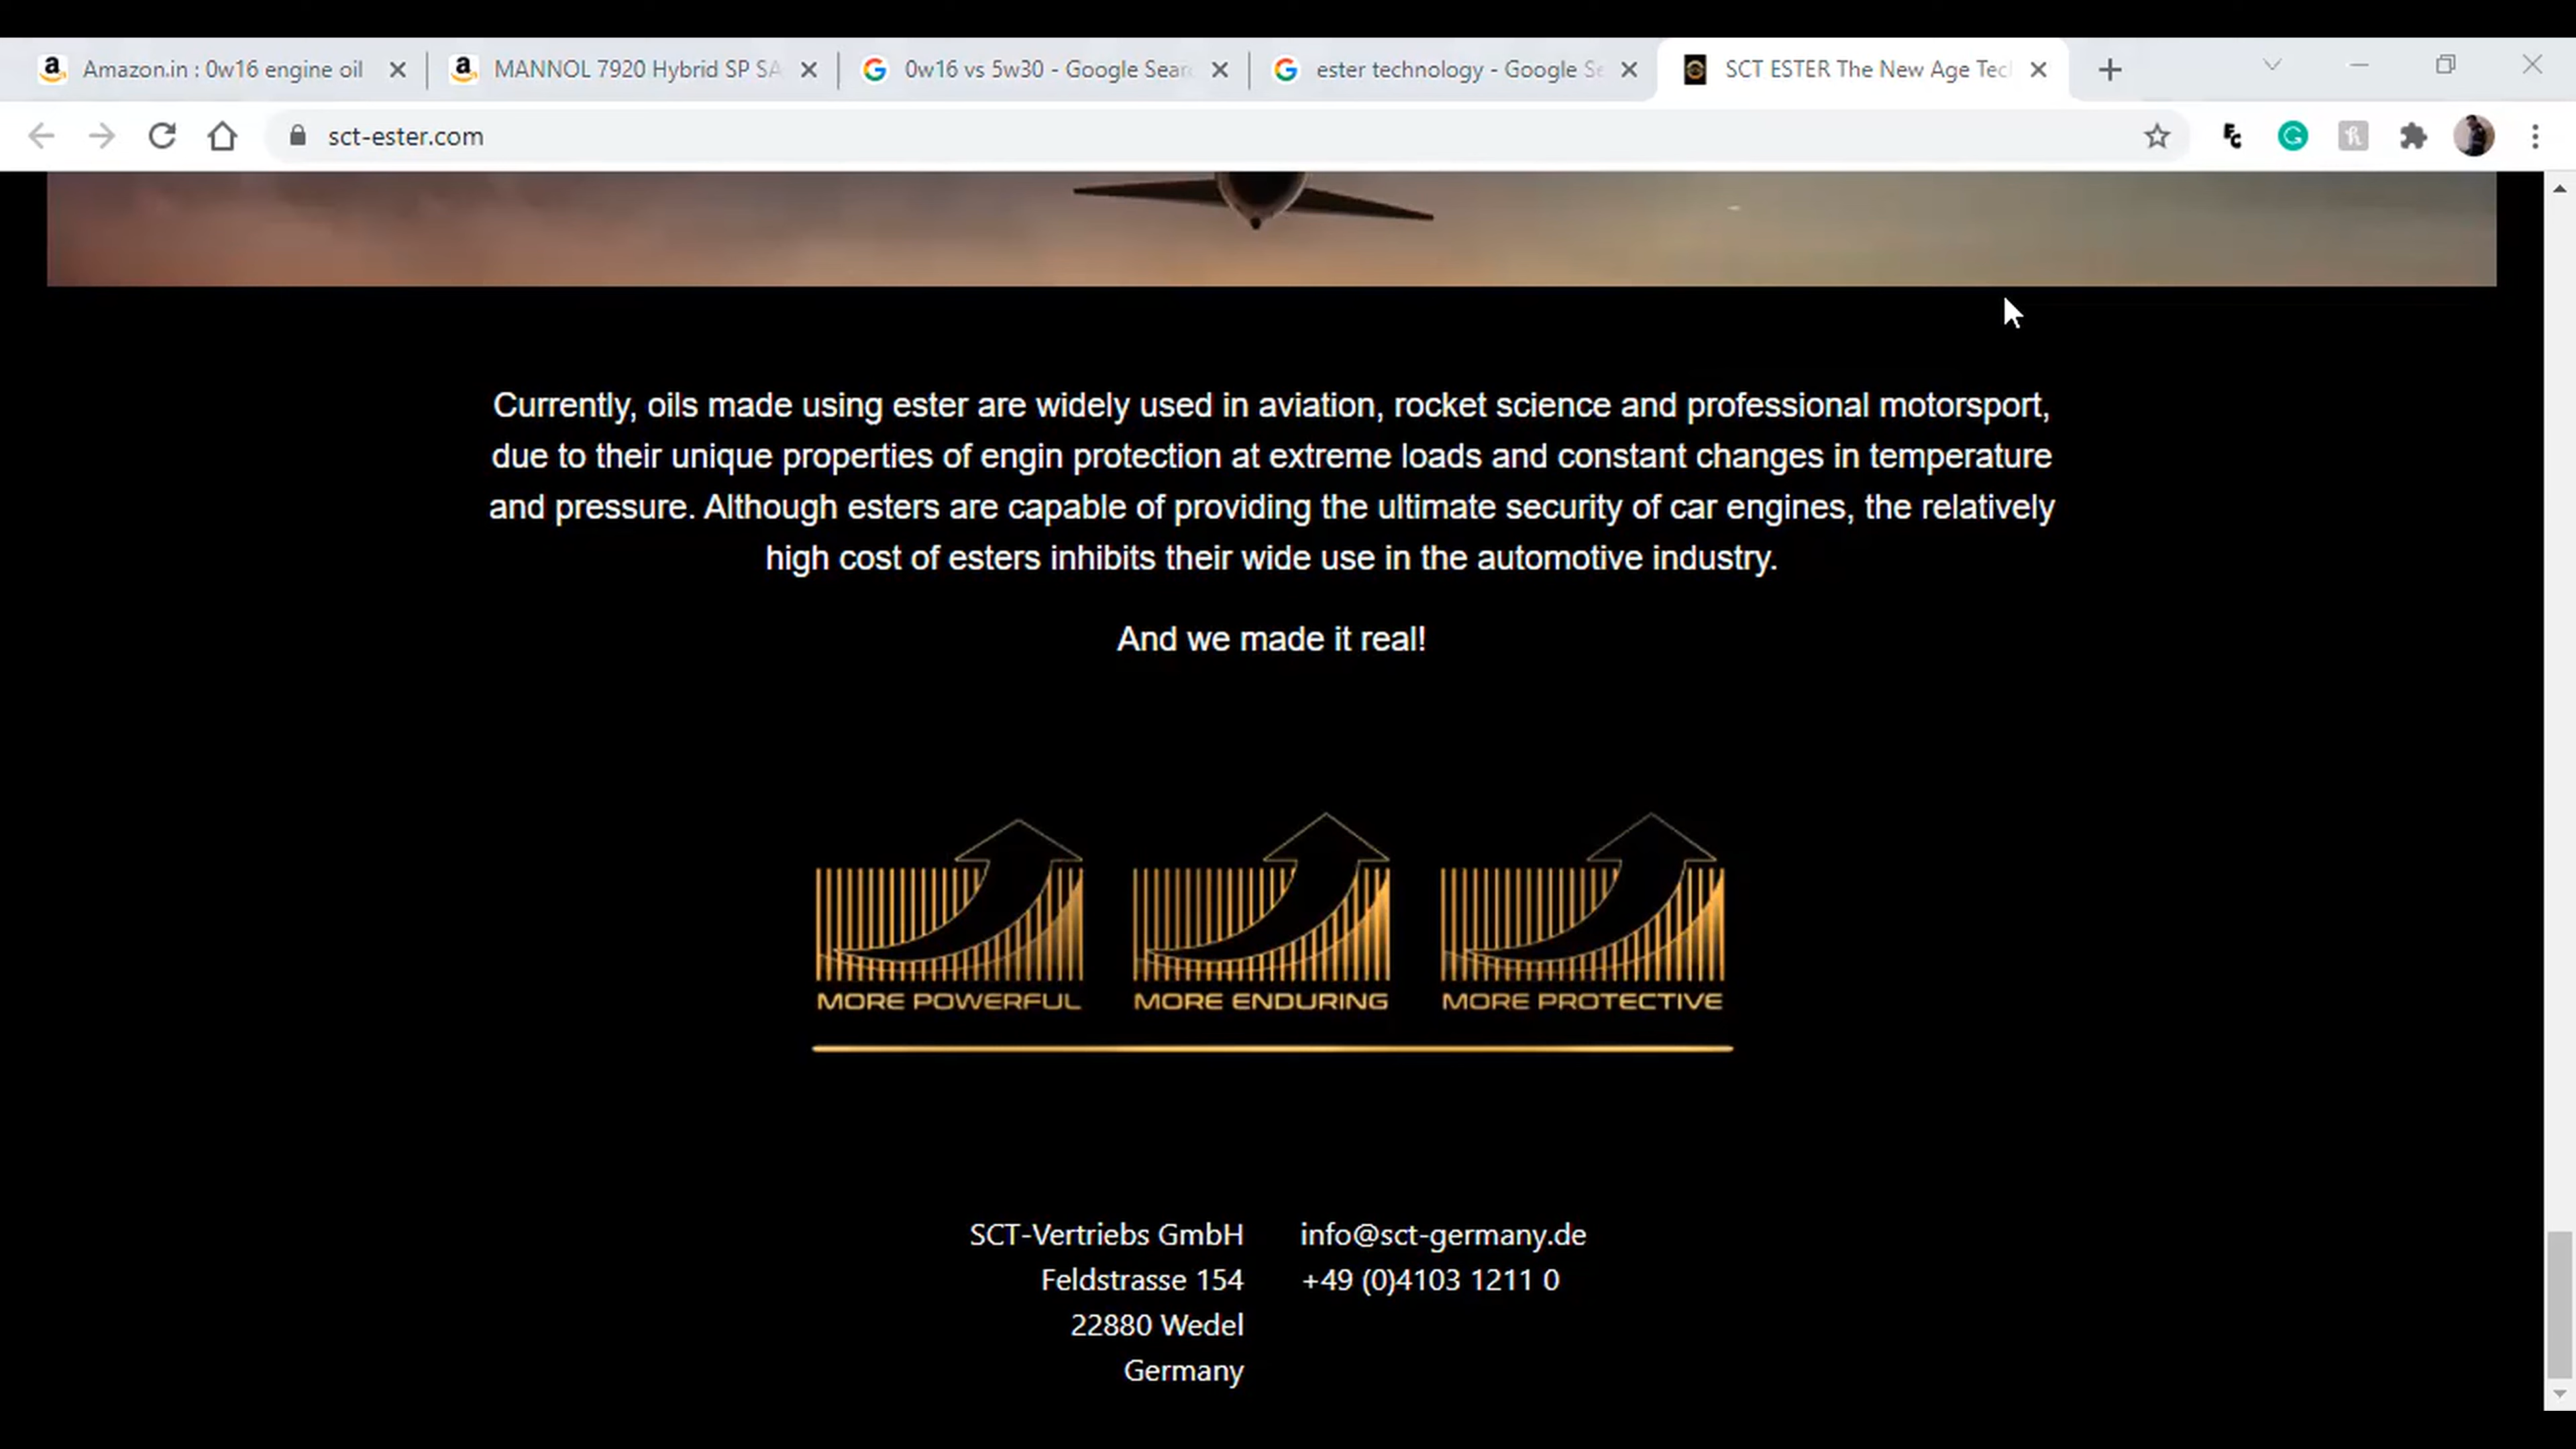 Amazon.in : 0w16 engine oil
MANNOL 7920 Hybrid SP SA
0w16 vs 5w30 - Google Sear
ester technology - Google Se
SCT ESTER The New Age Tec
sct-ester.com
Currently, oils made using ester are widely used in aviation, rocket science and professional motorsport,
due to their unique properties of engin protection at extreme loads and constant changes in temperature
and pressure. Although esters are capable of providing the ultimate security of car engines, the relatively
high cost of esters inhibits their wide use in the automotive industry.
And we made it real!
MORE POWERFUL
MORE ENDURING
MORE PROTECTIVE
SCT-Vertriebs GmbH
Feldstrasse 154
22880 Wedel
Germany
info@sct-germany.de
+49 (0)4103 1211 0